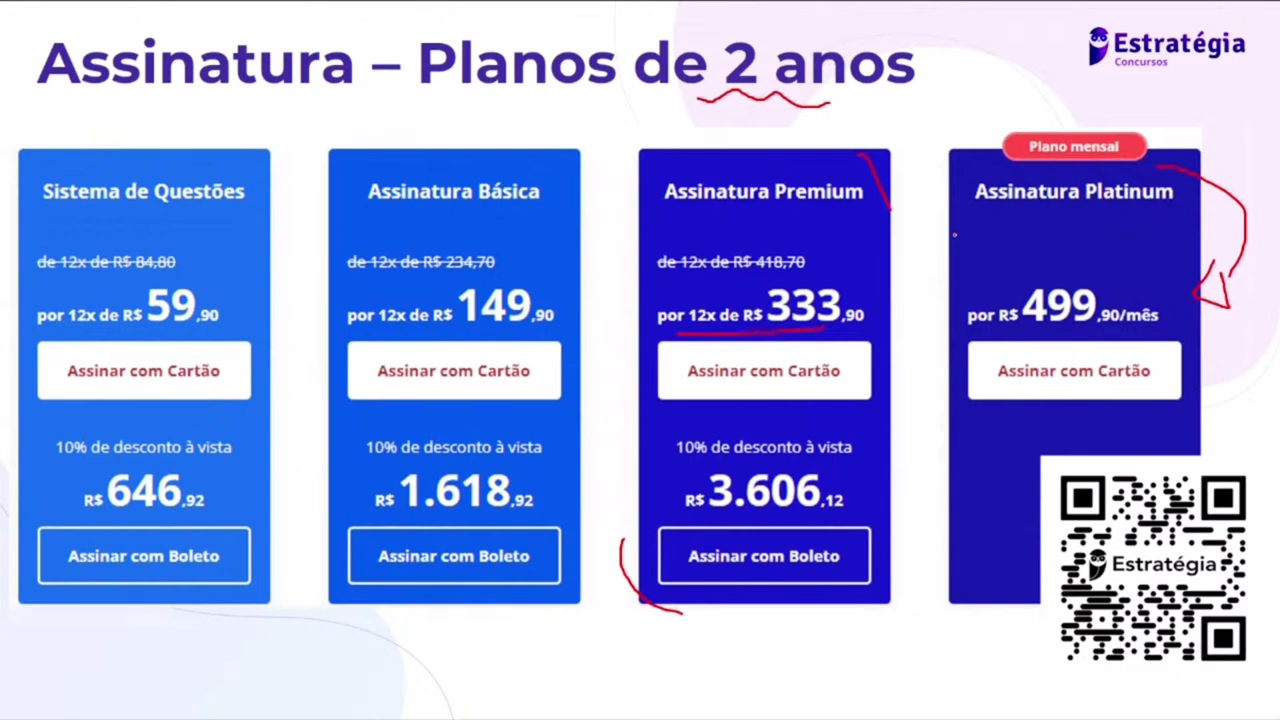 Assinatura – Planos de 2 anos
Estratégia
Concursos
Sistema de Questões
de 12x de R$ 84,80
por 12x de R$ 59,90
Assinar com Cartão
10% de desconto à vista
R$ 646,92
Assinar com Boleto
Assinatura Básica
de 12x de R$ 234,70
por 12x de R$ 149,90
Assinar com Cartão
10% de desconto à vista
R$ 1.618,92
Assinar com Boleto
Assinatura Premium
de 12x de R$ 418,70
por 12x de R$ 333,90
Assinar com Cartão
10% de desconto à vista
R$ 3.606,12
Assinar com Boleto
Plano mensal
Assinatura Platinum
por R$ 499,90/mês
Assinar com Cartão
Estratégia